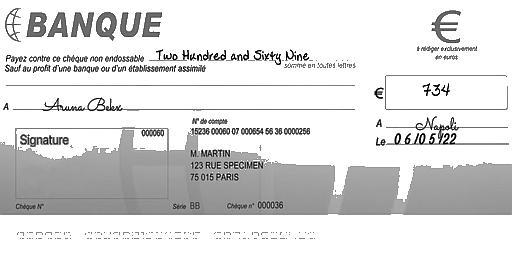 BANQUE
€
à rédiger exclusivement
en euros
Payez contre ce chèque non endossable Two Hundred and Sixty Nine
Sauf au profit d'une banque ou d'un établissement assimilé
somme en toutes lettres
€ 734
A Aruna Belex
A Napoli
Le 06/05/22
Signature
000060
N° de compte
15236 00060 07 000654 56 36 0000256
M. MARTIN
123 RUE SPECIMEN
75 015 PARIS
Chèque N°
Série BB
Chèque n° 000036